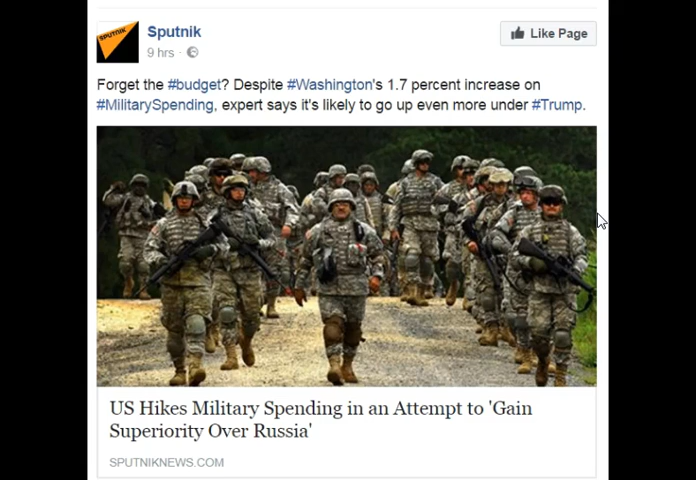 SPUTNIK
Sputnik
9 hrs ·
Like Page
Forget the #budget? Despite #Washington's 1.7 percent increase on
#MilitarySpending, expert says it's likely to go up even more under #Trump.
US Hikes Military Spending in an Attempt to 'Gain
Superiority Over Russia'
SPUTNIKNEWS.COM